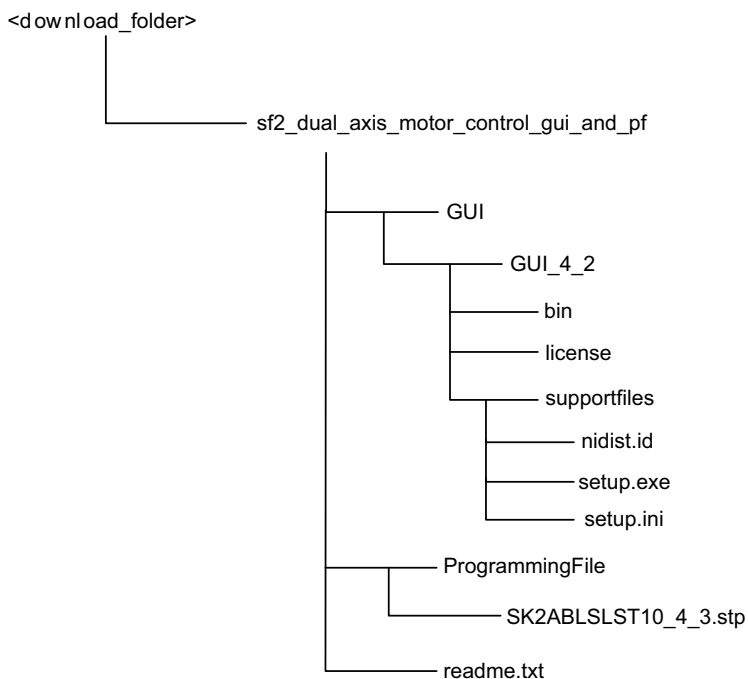 <download_folder>
sf2_dual_axis_motor_control_gui_and_pf
GUI
GUI_4_2
bin
license
supportfiles
nidist.id
setup.exe
setup.ini
ProgrammingFile
SK2ABLSLST10_4_3.stp
readme.txt